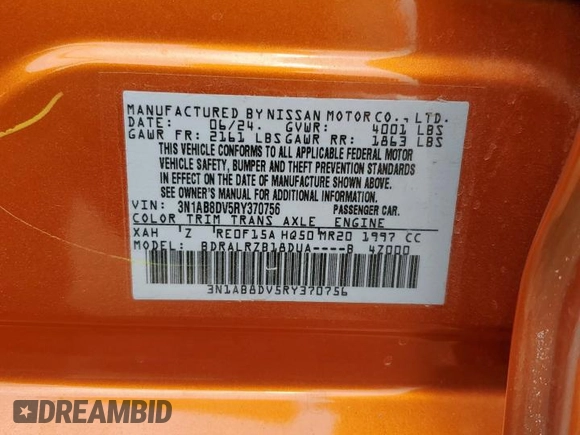 MANUFACTURED BY NISSAN MOTOR CO., LTD.
DATE: 06/24. GVWR: 4001 LBS
GAWR FR: 2161 LBS GAWR RR: 1863 LBS
THIS VEHICLE CONFORMS TO ALL APPLICABLE FEDERAL MOTOR
VEHICLE SAFETY, BUMPER AND THEFT PREVENTION STANDARDS
IN EFFECT ON THE DATE OF MANUFACTURE SHOWN ABOVE.
SEE OWNER'S MANUAL FOR ADDITIONAL INFORMATION.
VIN: 3N1AB8DV5RY370756 PASSENGER CAR.
COLOR TRIM TRANS AXLE ENGINE
XAH Z RE0F15A HQ50 MR20 1997 CC
MODEL: BDRALRZB18DUA----B 4Z000
3N1AB8DV5RY370756
DREAMBID